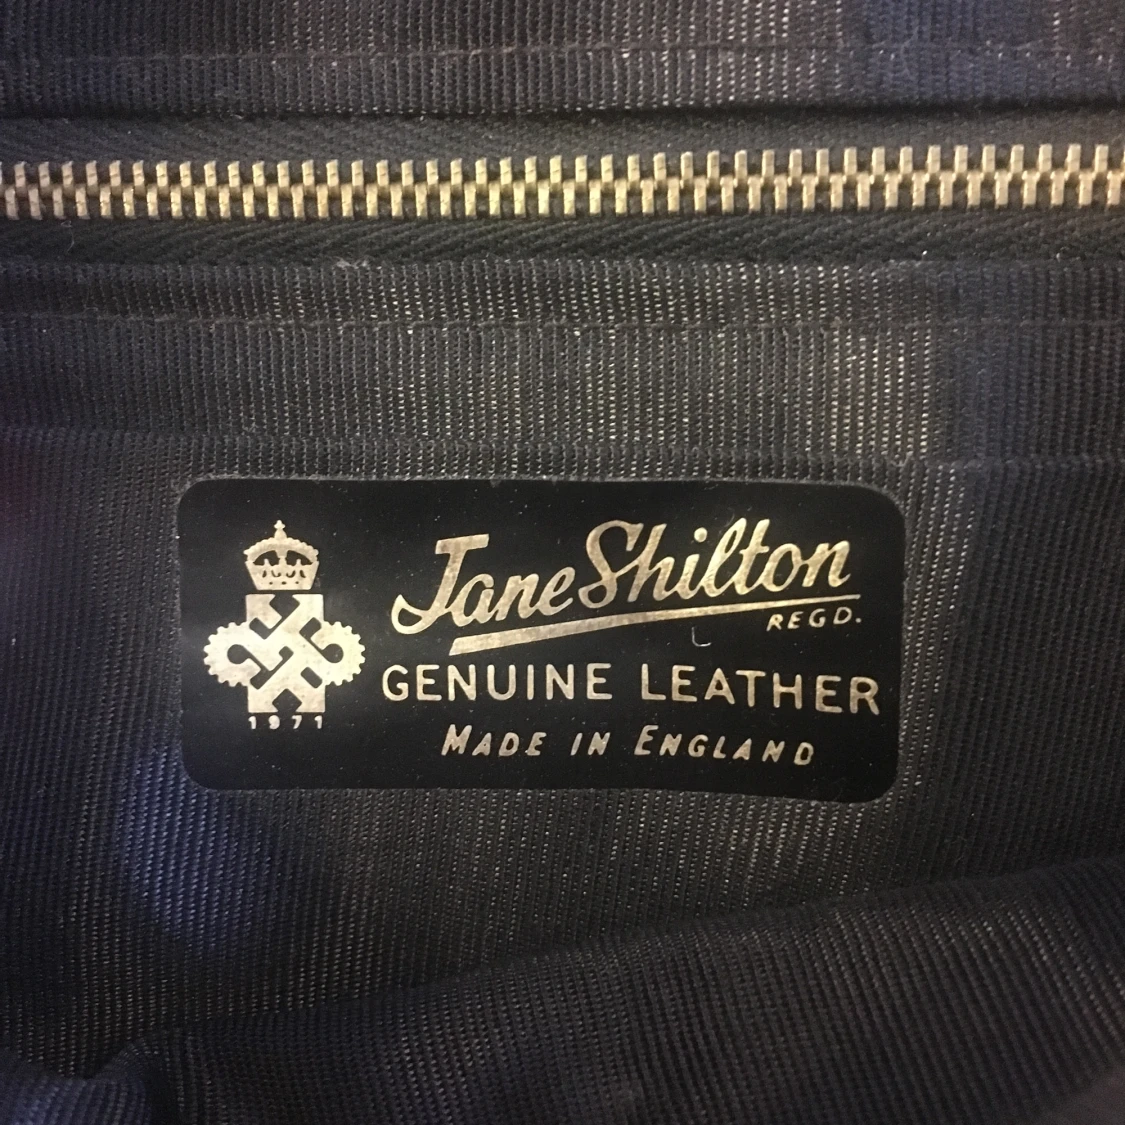 Jane Shilton
REGD.
GENUINE LEATHER
MADE IN ENGLAND
1971